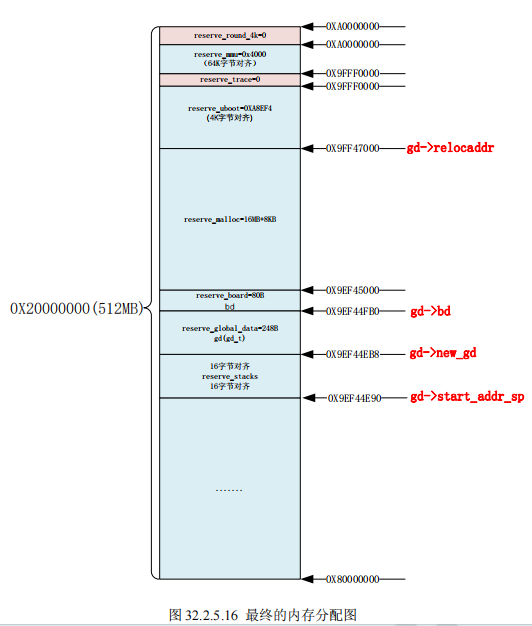 0XA0000000
reserve_round_4k=0
0XA0000000
reserve_mmu=0x4000
（64K字节对齐）
0X9FFF0000
reserve_trace=0
0X9FFF0000
reserve_uboot=0XA8EF4
(4K字节对齐)
0X9FF47000
gd->relocaddr
reserve_malloc=16MB+8KB
0X9EF45000
reserve_board=80B
bd
0X20000000(512MB)
0X9EF44FB0
gd->bd
reserve_global_data=248B
gd(gd_t)
0X9EF44EB8
gd->new_gd
16字节对齐
reserve_stacks
16字节对齐
0X9EF44E90
gd->start_addr_sp
.......
0X80000000
图 32.2.5.16 最终的内存分配图